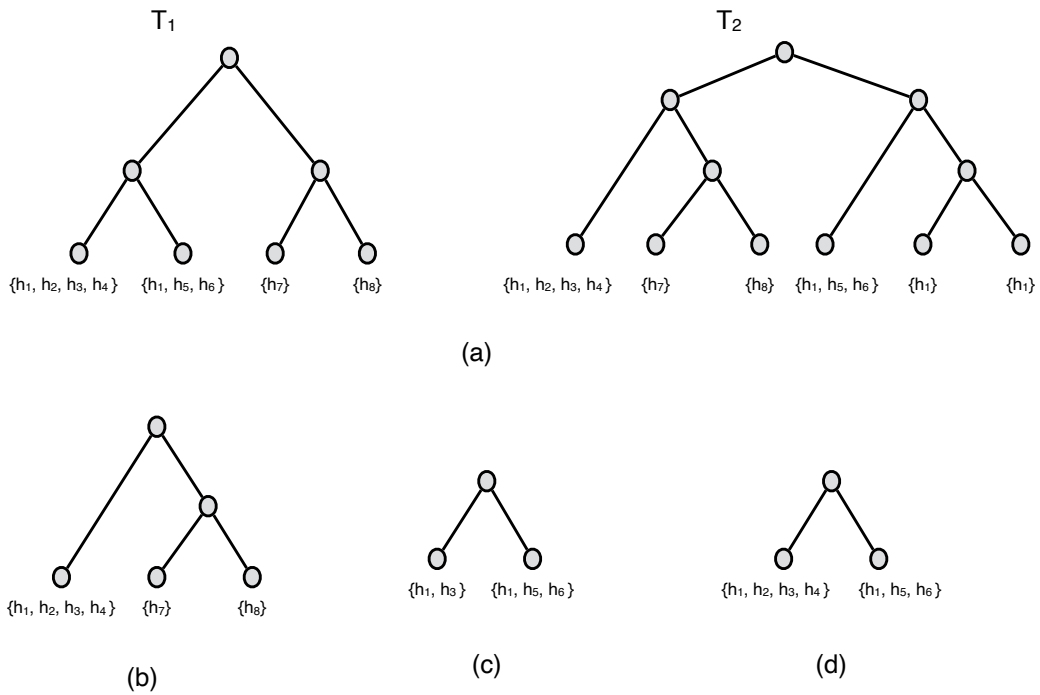 T₁ T₂
{h₁, h₂, h₃, h₄} {h₁, h₅, h₆} {h₇} {h₈} {h₁, h₂, h₃, h₄} {h₇} {h₈} {h₁, h₅, h₆} {h₁} {h₁}
(a)
{h₁, h₂, h₃, h₄} {h₇} {h₈} {h₁, h₃} {h₁, h₅, h₆} {h₁, h₂, h₃, h₄} {h₁, h₅, h₆}
(b) (c) (d)